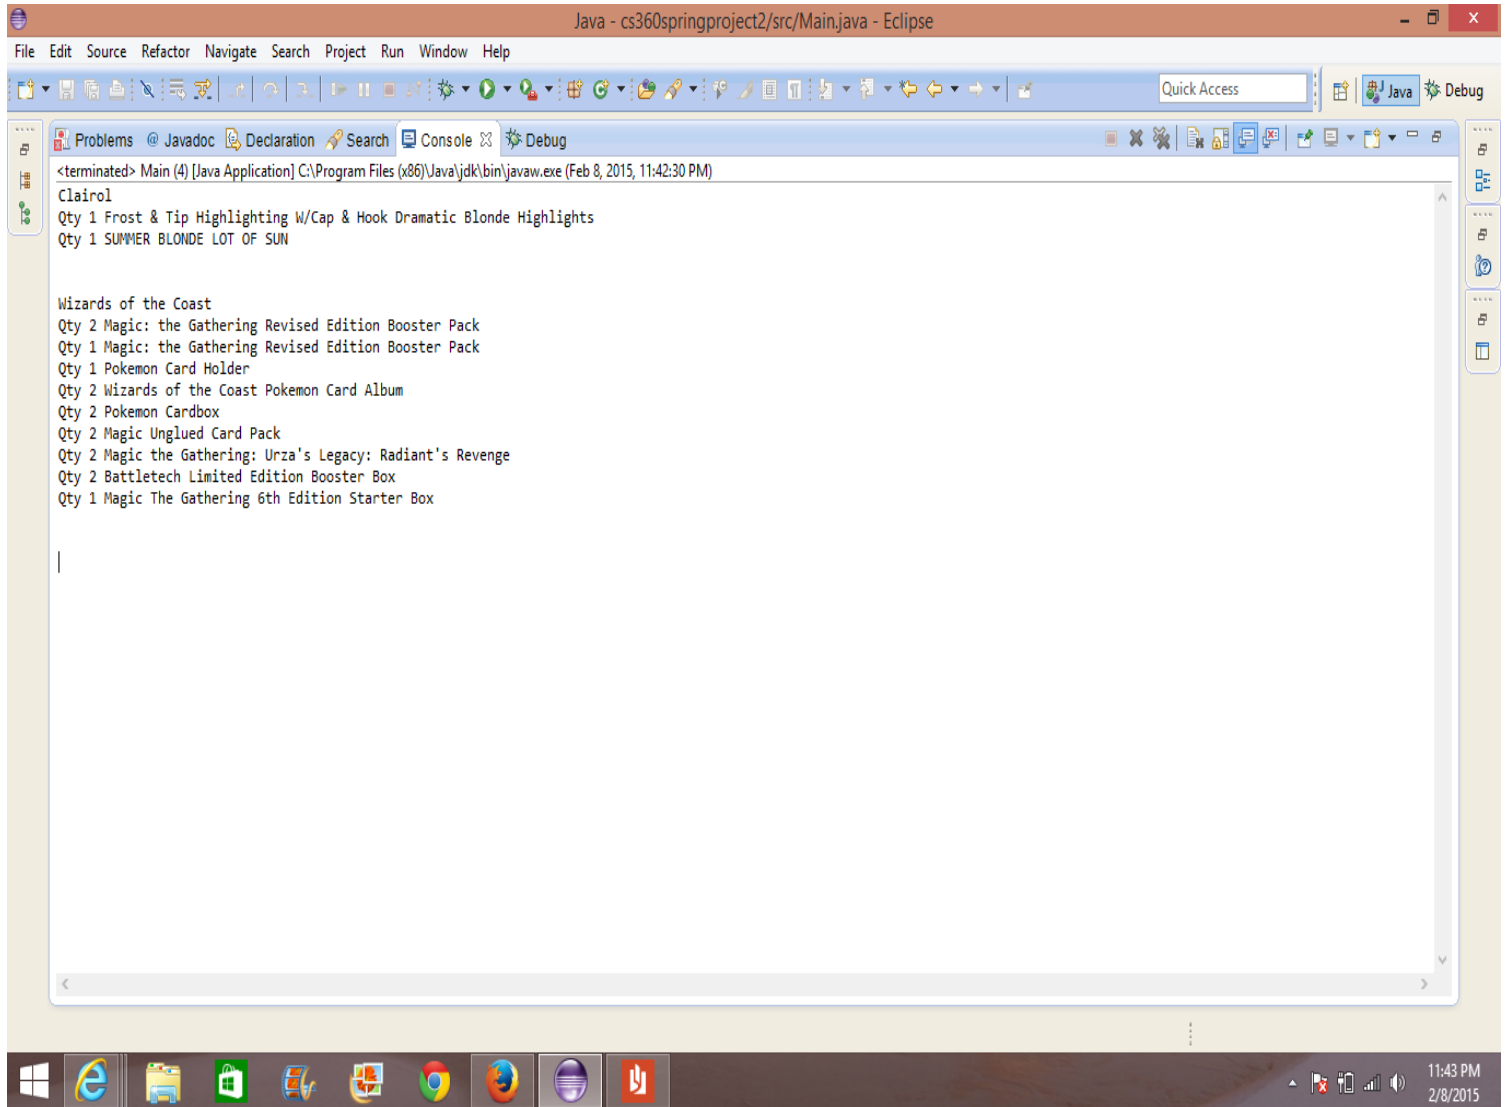 Java - cs360springproject2/src/Main.java - Eclipse
File Edit Source Refactor Navigate Search Project Run Window Help
Quick Access Java Debug
Problems @ Javadoc Declaration Search Console Debug
<terminated> Main (4) [Java Application] C:\Program Files (x86)\Java\jdk\bin\javaw.exe (Feb 8, 2015, 11:42:30 PM)
Clairol
Qty 1 Frost & Tip Highlighting W/Cap & Hook Dramatic Blonde Highlights
Qty 1 SUMMER BLONDE LOT OF SUN
Wizards of the Coast
Qty 2 Magic: the Gathering Revised Edition Booster Pack
Qty 1 Magic: the Gathering Revised Edition Booster Pack
Qty 1 Pokemon Card Holder
Qty 2 Wizards of the Coast Pokemon Card Album
Qty 2 Pokemon Cardbox
Qty 2 Magic Unglued Card Pack
Qty 2 Magic the Gathering: Urza's Legacy: Radiant's Revenge
Qty 2 Battletech Limited Edition Booster Box
Qty 1 Magic The Gathering 6th Edition Starter Box
11:43 PM
2/8/2015